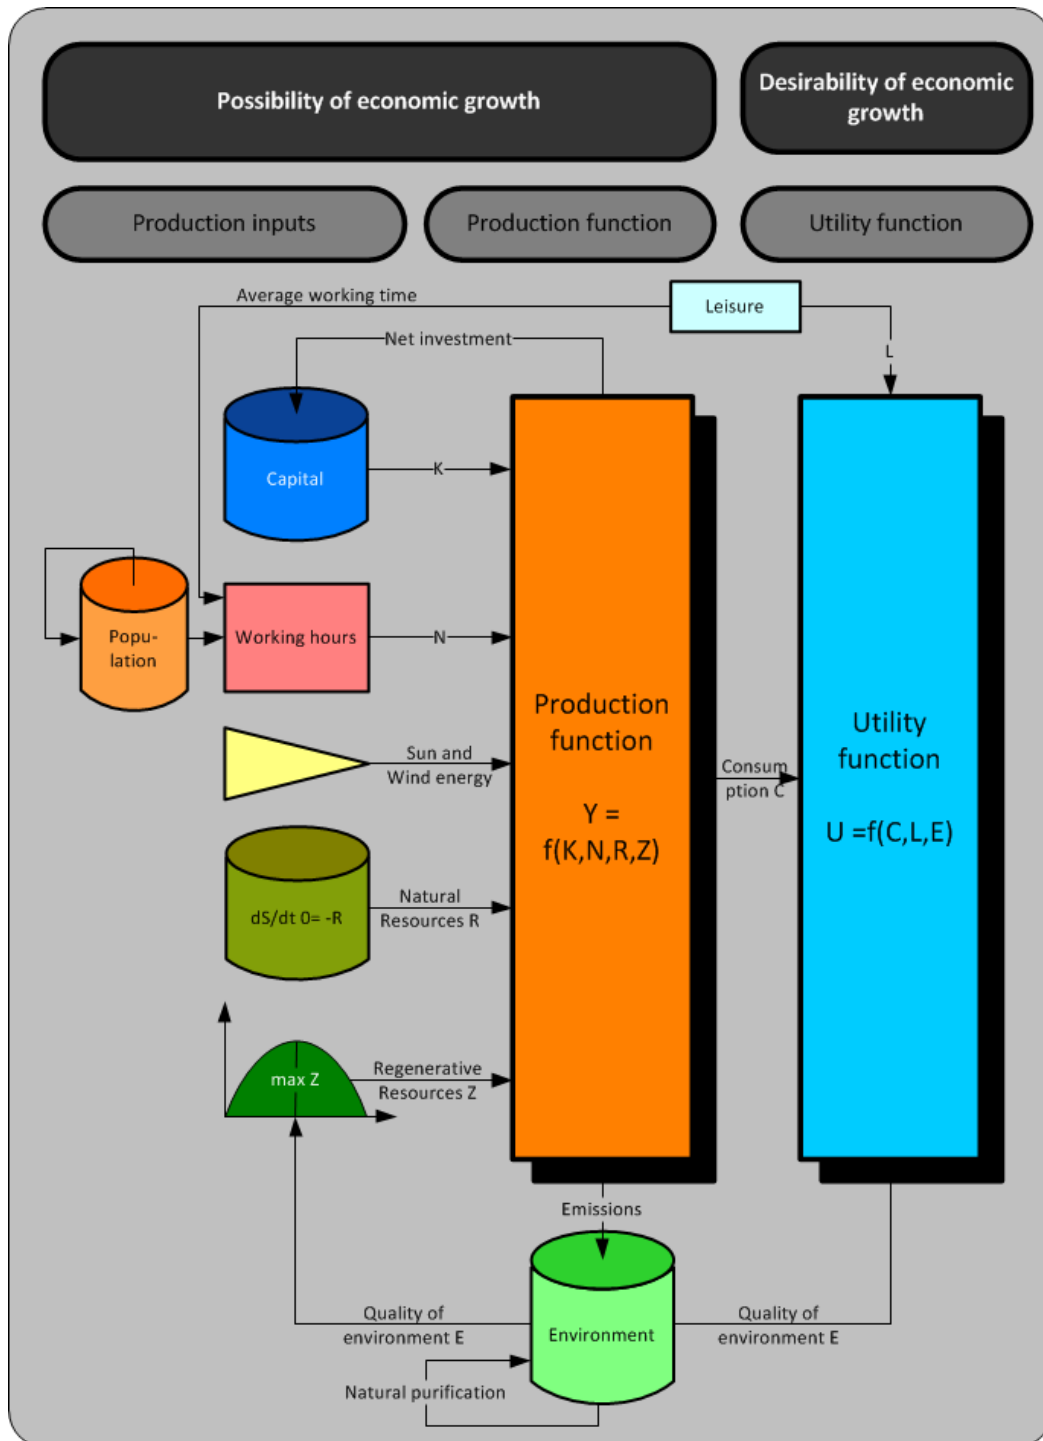 Possibility of economic growth
Desirability of economic
growth
Production inputs
Production function
Utility function
Average working time
Leisure
Net investment
L
Capital
K
Popu-
lation
Working hours
N
Production
function
Y =
f(K,N,R,Z)
Utility
function
U =f(C,L,E)
Sun and
Wind energy
Consum
ption C
dS/dt 0= -R
Natural
Resources R
max Z
Regenerative
Resources Z
Emissions
Quality of
environment E
Environment
Quality of
environment E
Natural purification